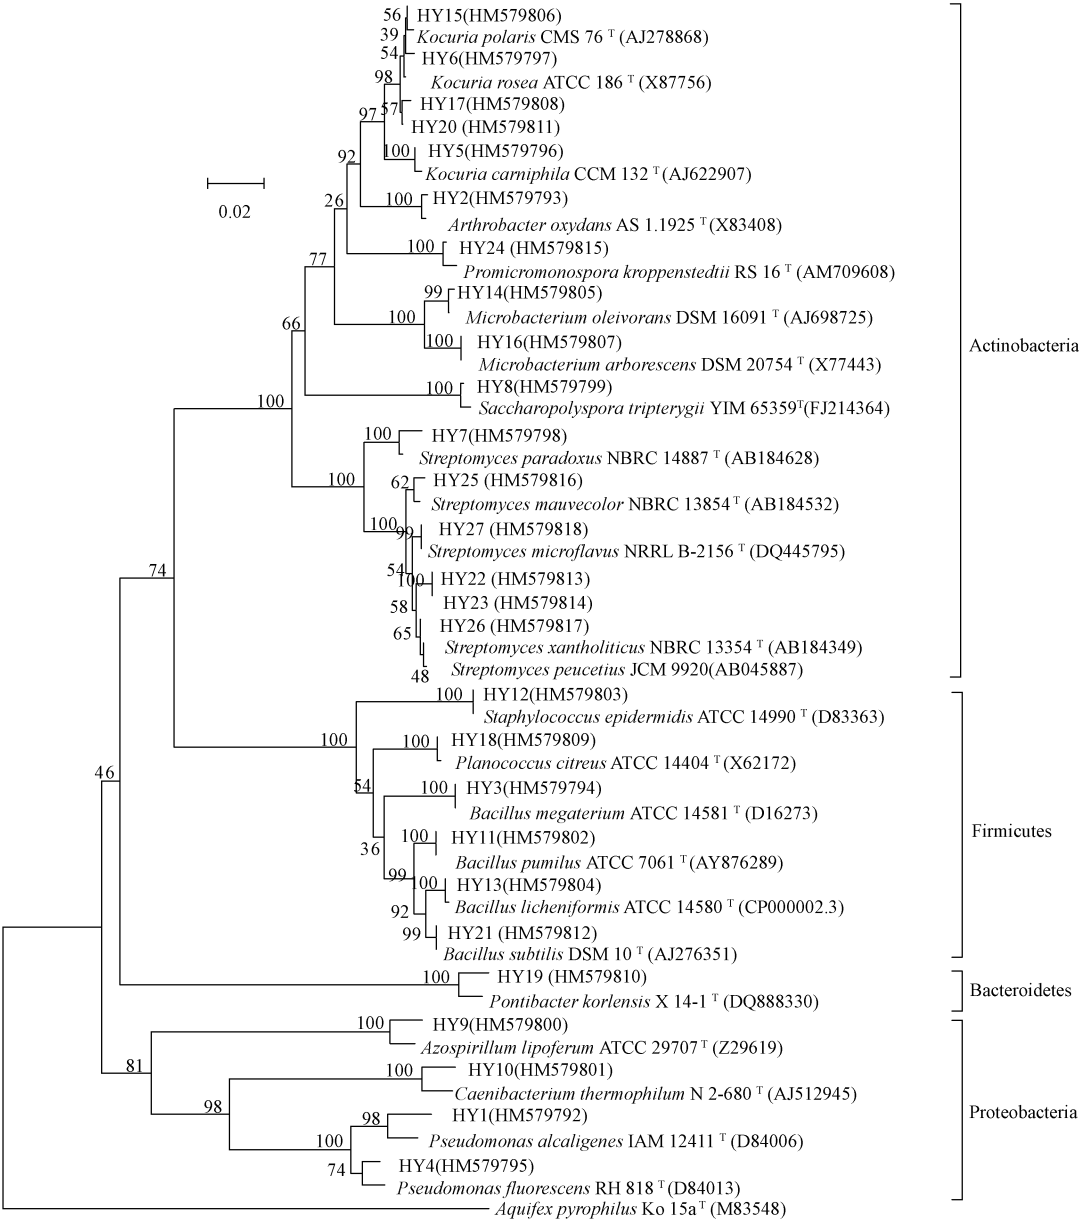 56
HY15(HM579806)
39
Kocuria polaris CMS 76 T (AJ278868)
54
HY6(HM579797)
98
Kocuria rosea ATCC 186 T (X87756)
57
HY17(HM579808)
97
HY20 (HM579811)
100
HY5(HM579796)
92
Kocuria carniphila CCM 132 T (AJ622907)
0.02
26
100
HY2(HM579793)
Arthrobacter oxydans AS 1.1925 T (X83408)
100
HY24 (HM579815)
77
Promicromonospora kroppenstedtii RS 16 T (AM709608)
99
HY14(HM579805)
100
Microbacterium oleivorans DSM 16091 T (AJ698725)
66
100
HY16(HM579807)
Actinobacteria
Microbacterium arborescens DSM 20754 T (X77443)
100
HY8(HM579799)
100
Saccharopolyspora tripterygii YIM 65359T(FJ214364)
100
HY7(HM579798)
Streptomyces paradoxus NBRC 14887 T (AB184628)
100
62
HY25 (HM579816)
Streptomyces mauvecolor NBRC 13854 T (AB184532)
100
99
HY27 (HM579818)
Streptomyces microflavus NRRL B-2156 T (DQ445795)
74
54
100
HY22 (HM579813)
58
HY23 (HM579814)
65
HY26 (HM579817)
Streptomyces xantholiticus NBRC 13354 T (AB184349)
48
Streptomyces peucetius JCM 9920(AB045887)
100
HY12(HM579803)
Staphylococcus epidermidis ATCC 14990 T (D83363)
100
100
HY18(HM579809)
Planococcus citreus ATCC 14404 T (X62172)
46
54
100
HY3(HM579794)
Bacillus megaterium ATCC 14581 T (D16273)
Firmicutes
36
100
HY11(HM579802)
Bacillus pumilus ATCC 7061 T (AY876289)
99
100
HY13(HM579804)
92
Bacillus licheniformis ATCC 14580 T (CP000002.3)
99
HY21 (HM579812)
Bacillus subtilis DSM 10 T (AJ276351)
100
HY19 (HM579810)
Bacteroidetes
Pontibacter korlensis X 14-1 T (DQ888330)
100
HY9(HM579800)
Azospirillum lipoferum ATCC 29707 T (Z29619)
81
100
HY10(HM579801)
Caenibacterium thermophilum N 2-680 T (AJ512945)
98
98
HY1(HM579792)
Proteobacteria
100
Pseudomonas alcaligenes IAM 12411 T (D84006)
74
HY4(HM579795)
Pseudomonas fluorescens RH 818 T (D84013)
Aquifex pyrophilus Ko 15a T (M83548)